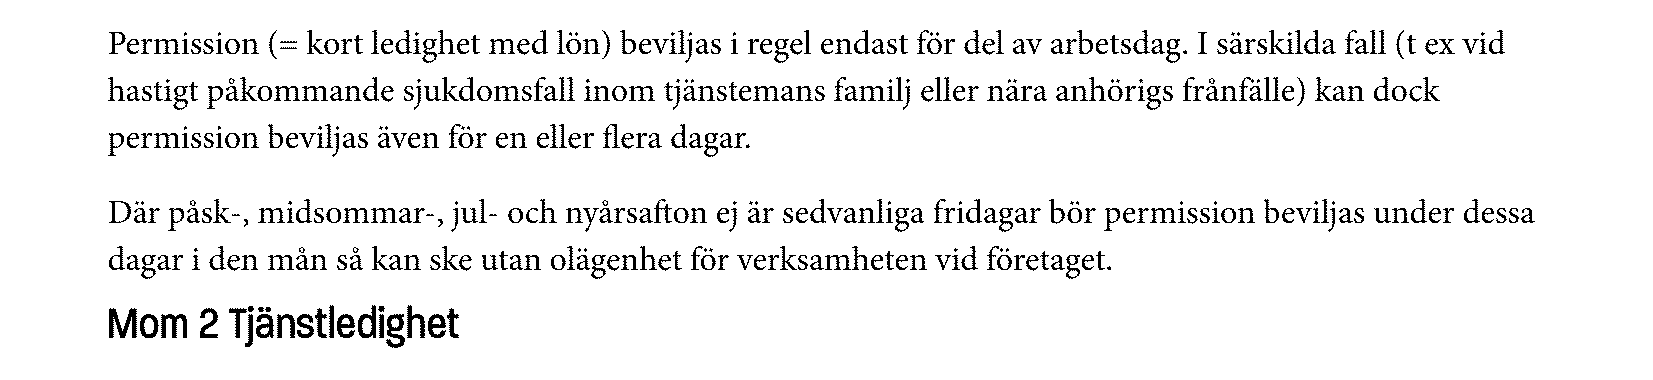 Permission (= kort ledighet med lön) beviljas i regel endast för del av arbetsdag. I särskilda fall (t ex vid
hastigt påkommande sjukdomsfall inom tjänstemans familj eller nära anhörigs frånfälle) kan dock
permission beviljas även för en eller flera dagar.
Där påsk-, midsommar-, jul- och nyårsafton ej är sedvanliga fridagar bör permission beviljas under dessa
dagar i den mån så kan ske utan olägenhet för verksamheten vid företaget.
Mom 2 Tjänstledighet